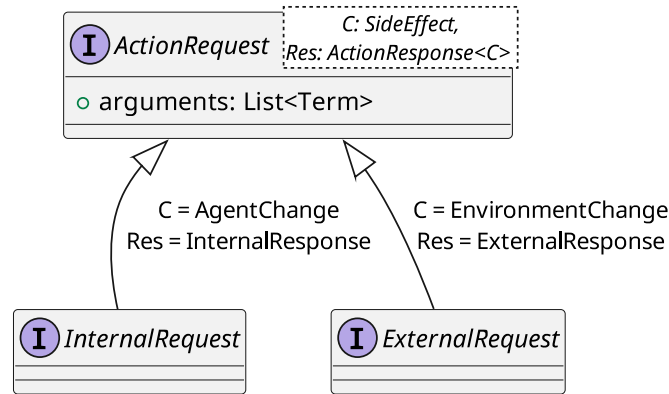 I ActionRequest
C: SideEffect,
Res: ActionResponse<C>
arguments: List<Term>
C = AgentChange
Res = InternalResponse
C = EnvironmentChange
Res = ExternalResponse
I InternalRequest
I ExternalRequest